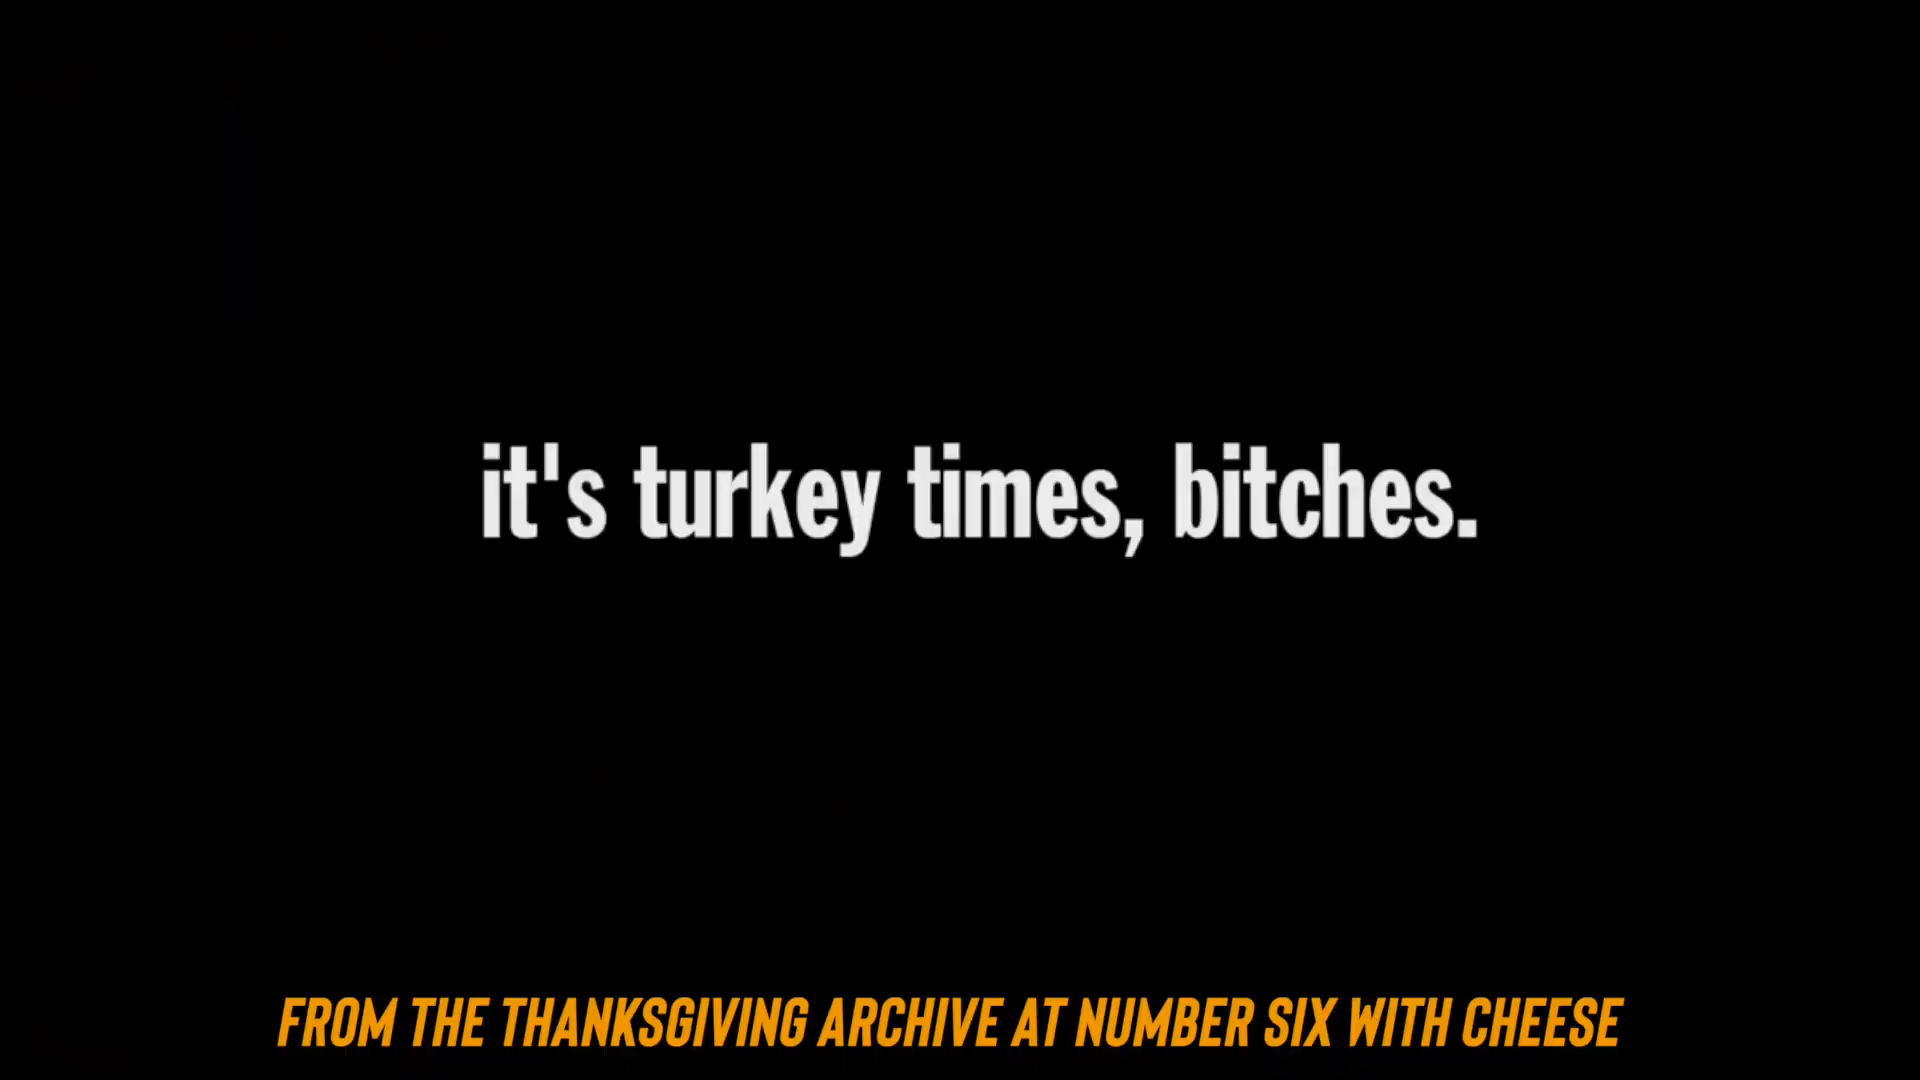 it's turkey times, bitches.
FROM THE THANKSGIVING ARCHIVE AT NUMBER SIX WITH CHEESE